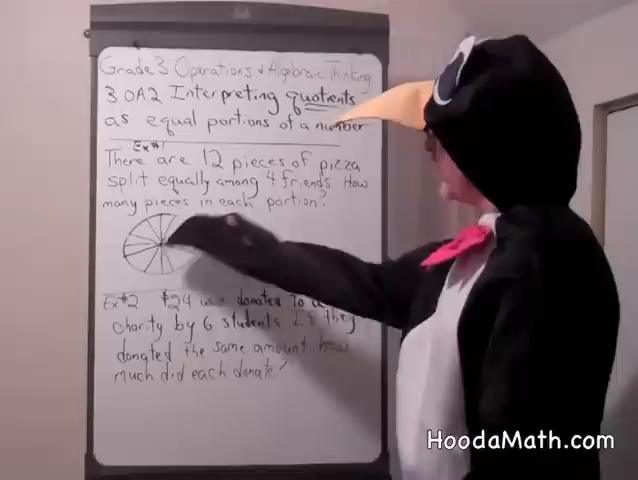 Grade 3 Operations & Algebraic Thinking
3 OA2 Interpreting quotients
as equal portions of a number
Ex#1
There are 12 pieces of pizza
split equally among 4 friends How
many pieces in each portion?
Ex#2 $24 was donated to a
charity by 6 students If they
donated the same amount how
much did each donate?
HoodaMath.com